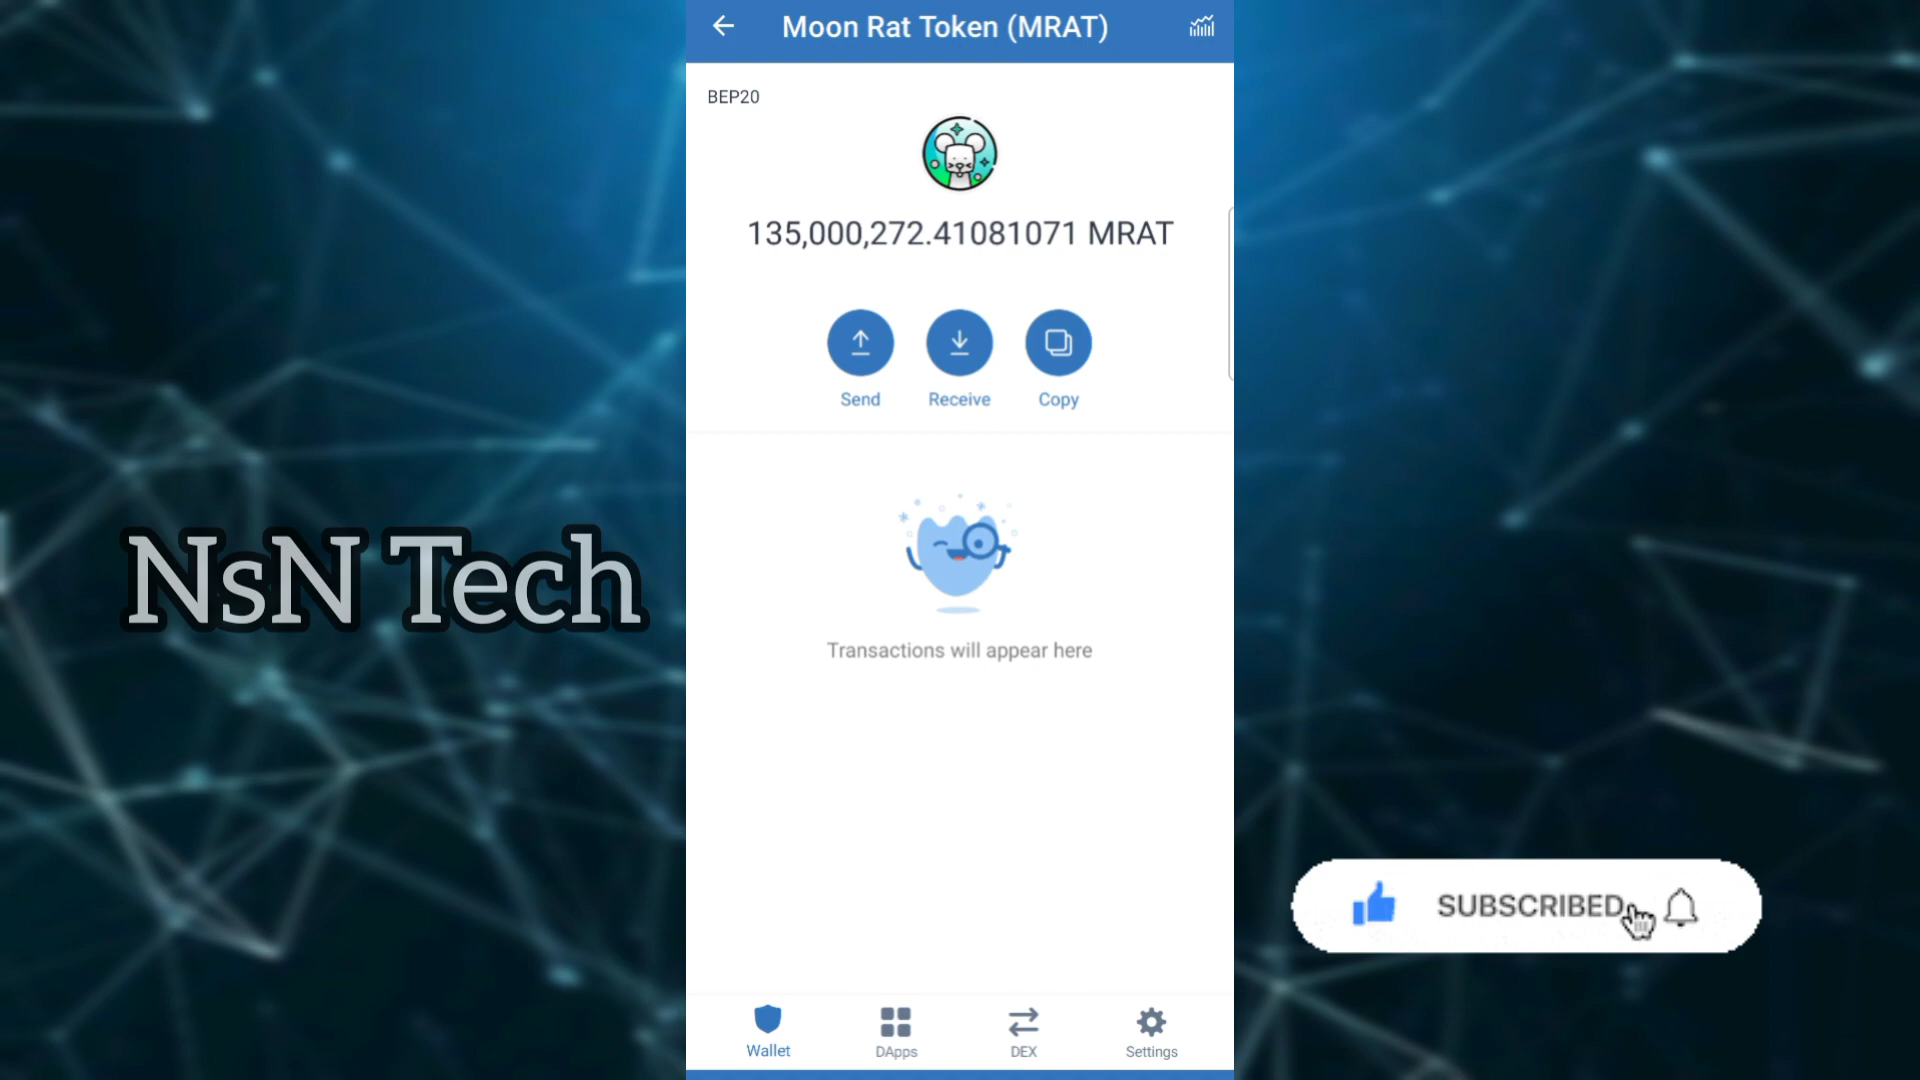 Moon Rat Token (MRAT)
BEP20
135,000,272.41081071 MRAT
Send
Receive
Copy
NsN Tech
Transactions will appear here
SUBSCRIBED
Wallet
DApps
DEX
Settings